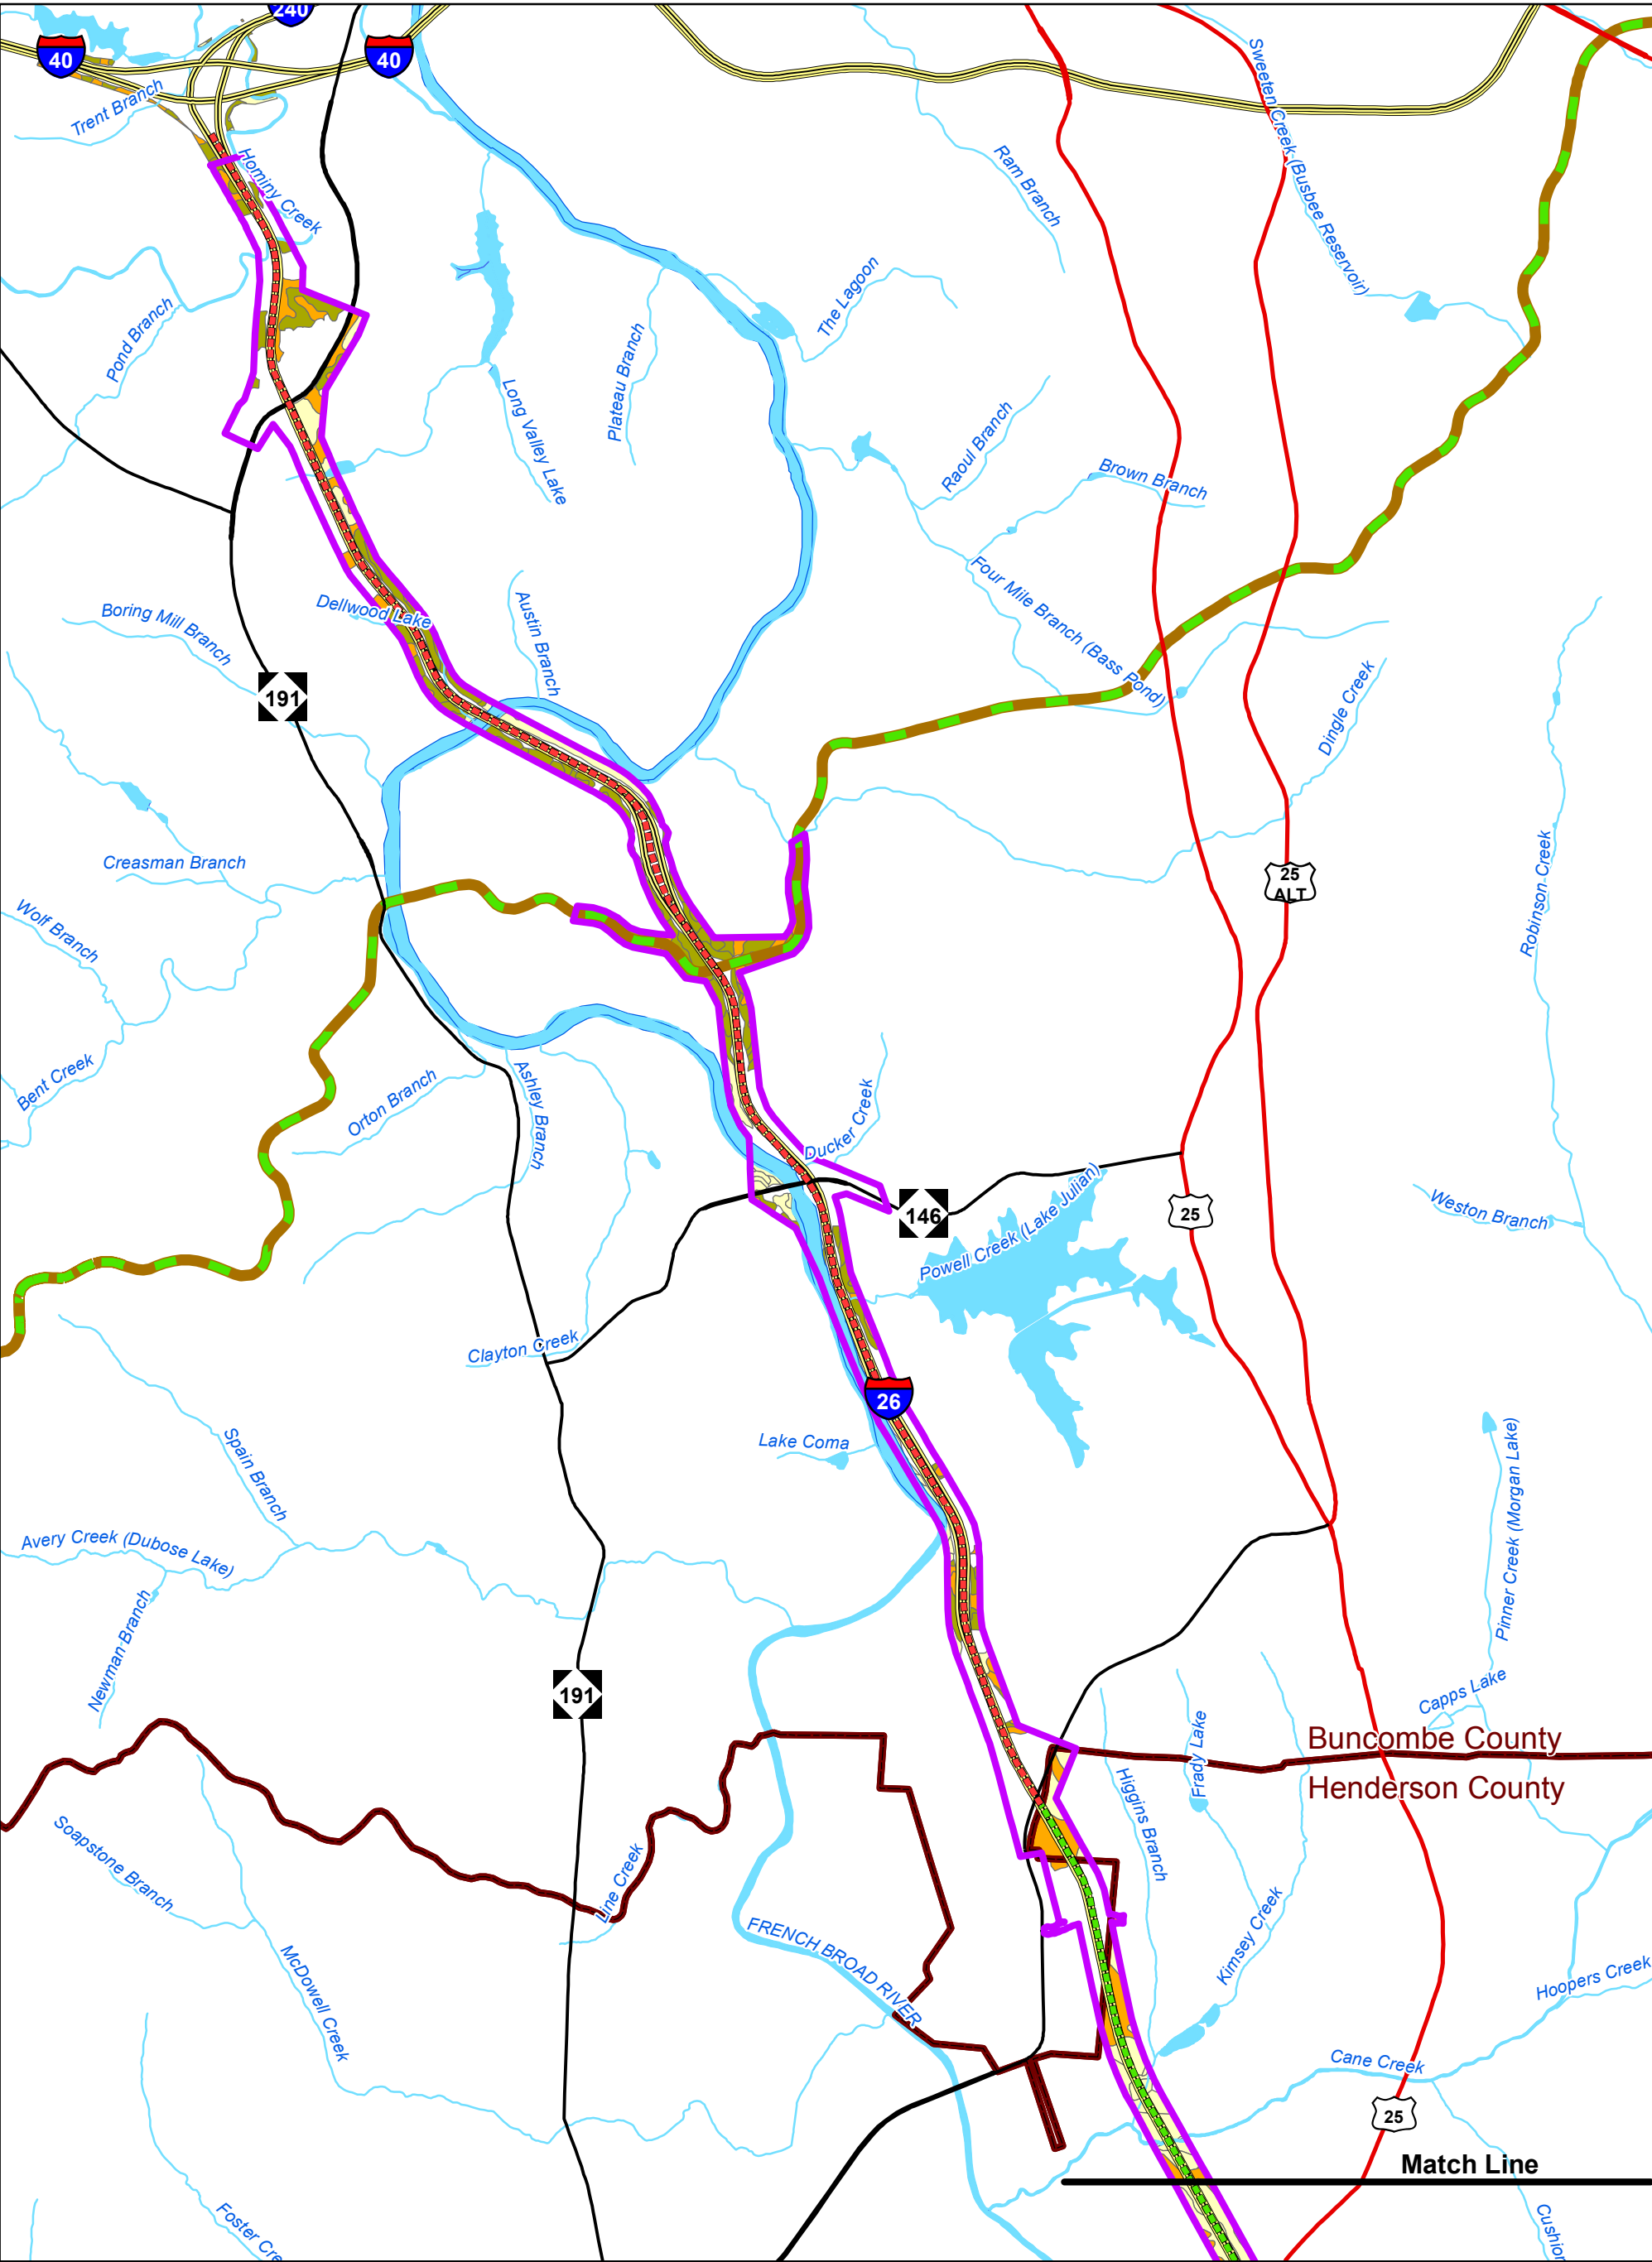 240
40
40
Trent Branch
Sweeten Creek (Busbee Reservoir)
Hominy Creek
Ram Branch
The Lagoon
Pond Branch
Plateau Branch
Long Valley Lake
Raoul Branch
Brown Branch
Four Mile Branch (Bass Pond)
Dellwood Lake
Austin Branch
Boring Mill Branch
191
Dingle Creek
Creasman Branch
25
ALT
Robinson Creek
Wolf Branch
Bent Creek
Orton Branch
Ashley Branch
Ducker Creek
146
Powell Creek (Lake Julian)
25
Weston Branch
Clayton Creek
26
Lake Coma
Spain Branch
Pinner Creek (Morgan Lake)
Avery Creek (Dubose Lake)
Newman Branch
191
Capps Lake
Frady Lake
Buncombe County
Henderson County
Higgins Branch
Soapstone Branch
Line Creek
FRENCH BROAD RIVER
Kimsey Creek
McDowell Creek
Hoopers Creek
Cane Creek
25
Match Line
Foster Cre
Cushion